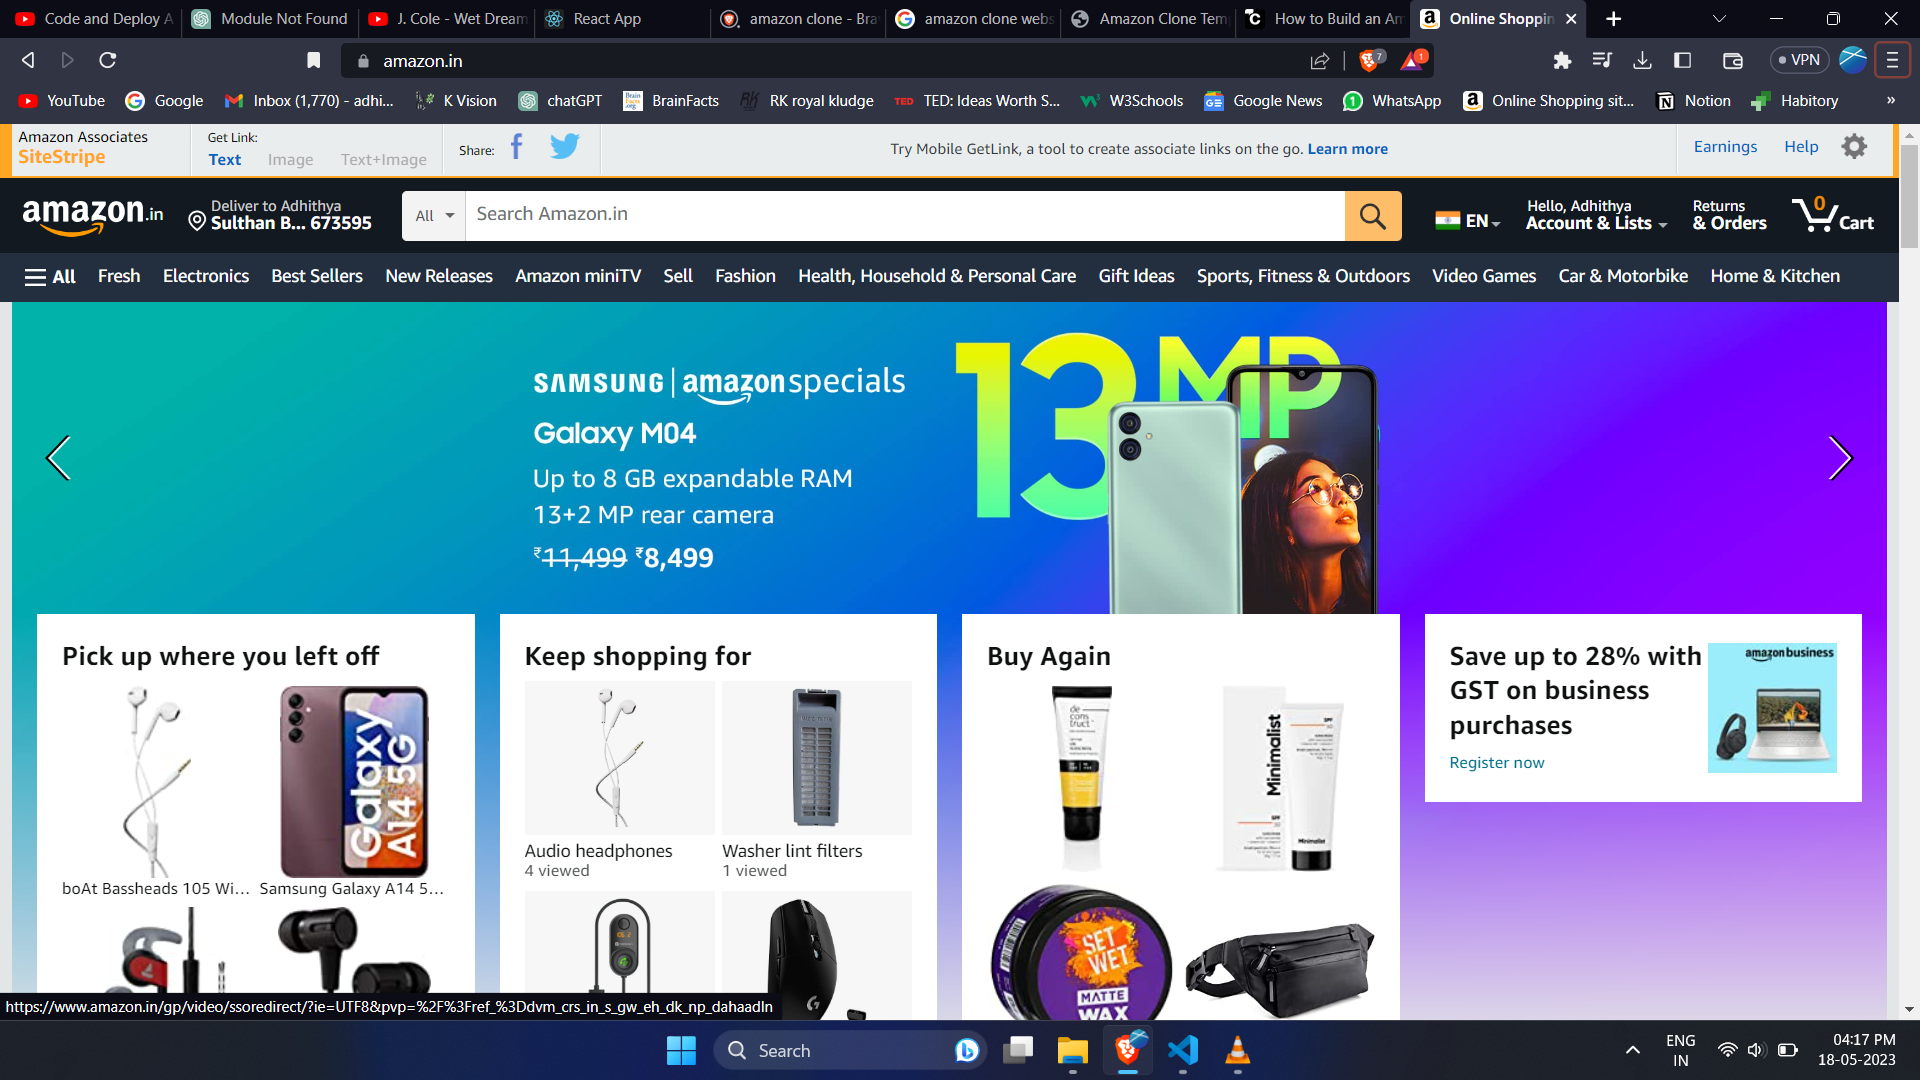 Code and Deploy A
Module Not Found
J. Cole - Wet Dream
React App
amazon clone - Bra
amazon clone webs
Amazon Clone Tem
How to Build an Am
Online Shoppin
amazon.in
7
1
VPN
YouTube
Google
Inbox (1,770) - adhi...
K Vision
chatGPT
BrainFacts
RK royal kludge
TED: Ideas Worth S...
W3Schools
Google News
WhatsApp
Online Shopping sit...
Notion
Habitory
»
Amazon Associates
SiteStripe
Get Link:
Text Image Text+Image
Share:
Try Mobile GetLink, a tool to create associate links on the go. Learn more
Earnings
Help
amazon.in
Deliver to Adhithya
Sulthan B... 673595
All
Search Amazon.in
EN
Hello, Adhithya
Account & Lists
Returns
& Orders
0
Cart
All
Fresh
Electronics
Best Sellers
New Releases
Amazon miniTV
Sell
Fashion
Health, Household & Personal Care
Gift Ideas
Sports, Fitness & Outdoors
Video Games
Car & Motorbike
Home & Kitchen
SAMSUNG | amazon specials
Galaxy M04
Up to 8 GB expandable RAM
13+2 MP rear camera
₹11,499 ₹8,499
13 MP
Pick up where you left off
Galaxy
A14 5G
boAt Bassheads 105 Wi...
Samsung Galaxy A14 5...
Keep shopping for
Audio headphones
4 viewed
Washer lint filters
1 viewed
Buy Again
de
cons
truct
Minimalist
SPF
Minimalist
SET
WET
MATTE
WAX
Save up to 28% with
GST on business
purchases
Register now
amazon business
https://www.amazon.in/gp/video/ssoredirect/?ie=UTF8&pvp=%2F%3Fref_%3Ddvm_crs_in_s_gw_eh_dk_np_dahaadln
Search
ENG
IN
04:17 PM
18-05-2023